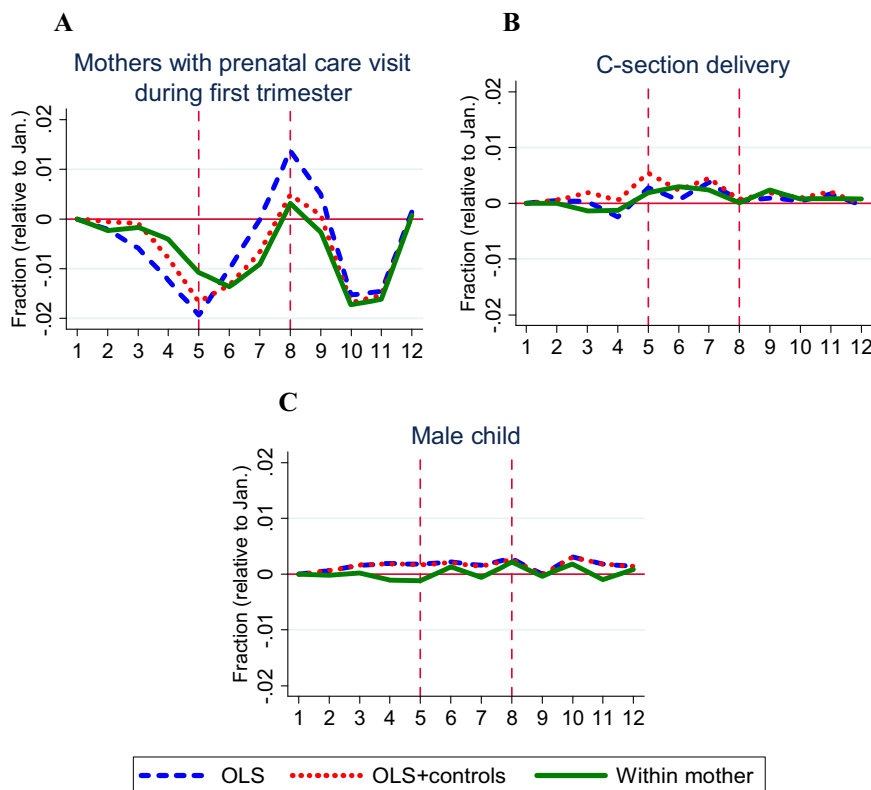 A
Mothers with prenatal care visit
during first trimester
Fraction (relative to Jan.)
.02
.01
0
-.01
-.02
1 2 3 4 5 6 7 8 9 10 11 12
B
C-section delivery
Fraction (relative to Jan.)
.02
.01
0
-.01
-.02
1 2 3 4 5 6 7 8 9 10 11 12
C
Male child
Fraction (relative to Jan.)
.02
.01
0
-.01
-.02
1 2 3 4 5 6 7 8 9 10 11 12
OLS OLS+controls Within mother